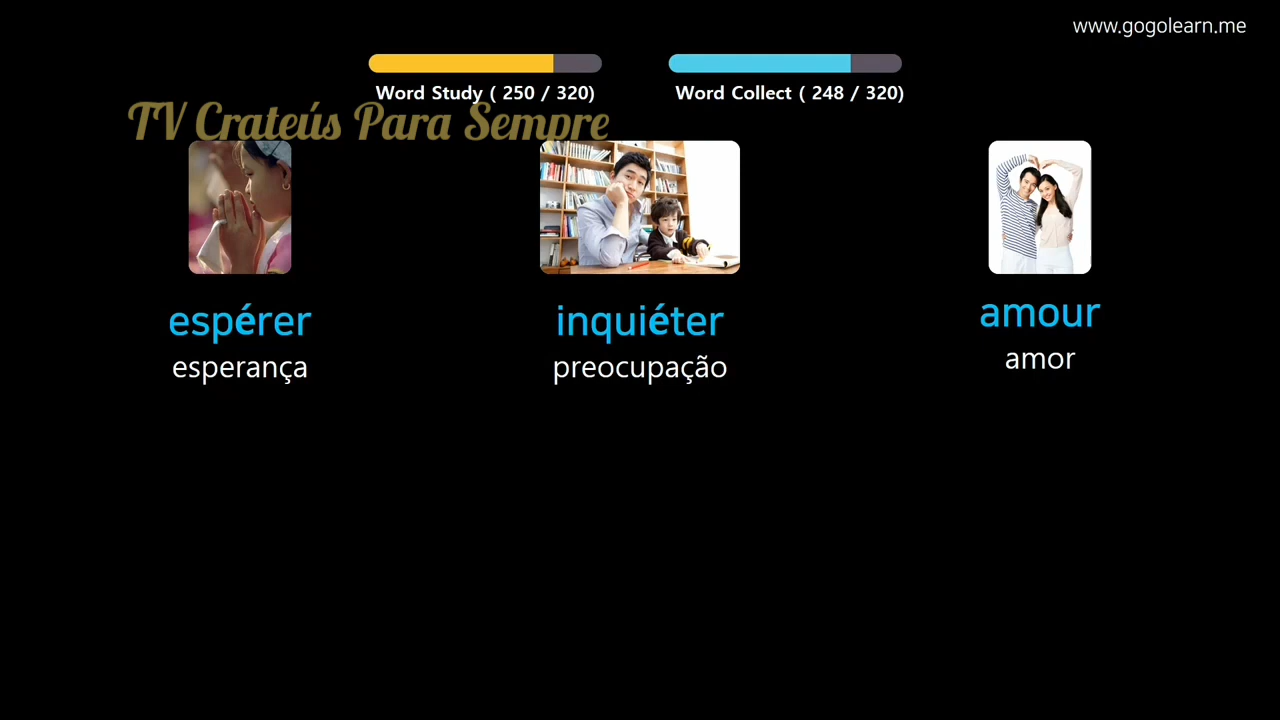 www.gogolearn.me
Word Study ( 250 / 320)
Word Collect ( 248 / 320)
TV Crateús Para Sempre
espérer
inquiéter
amour
esperança
preocupação
amor